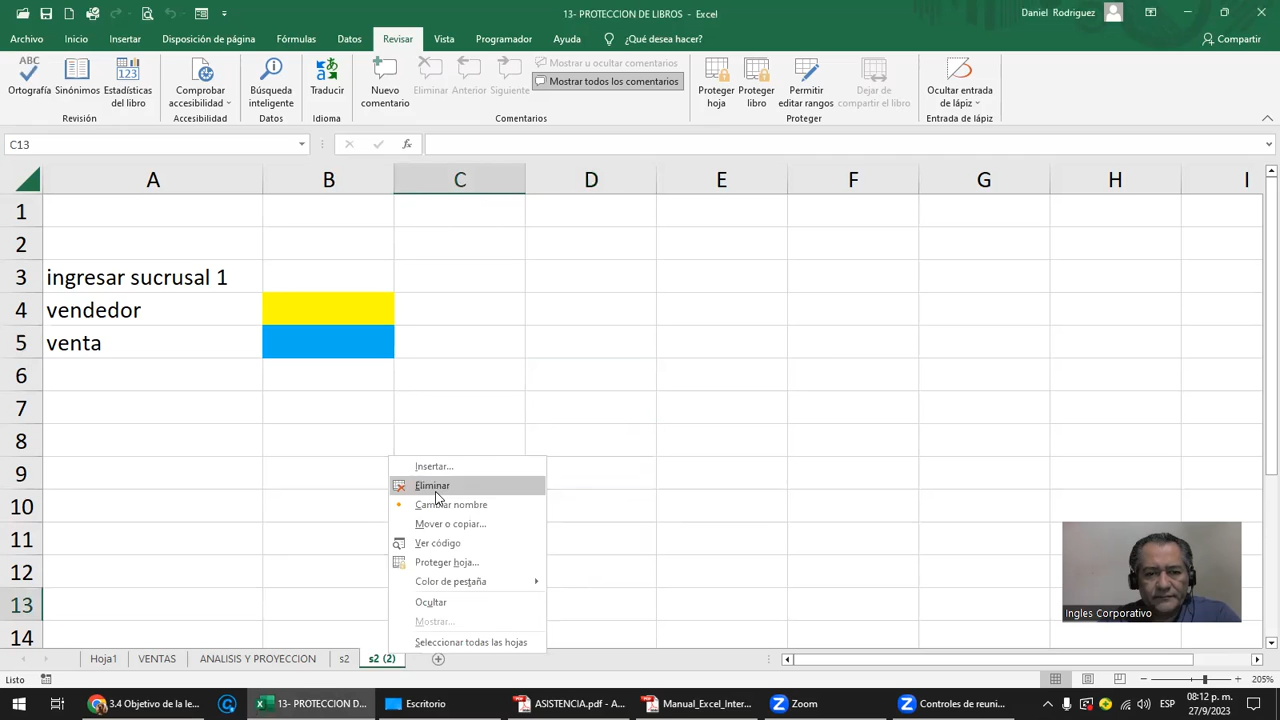 13- PROTECCION DE LIBROS - Excel
Daniel Rodriguez
Archivo Inicio Insertar Disposición de página Fórmulas Datos Revisar Vista Programador Ayuda ¿Qué desea hacer? Compartir
ABC Ortografía
Sinónimos
123 Estadísticas del libro
Comprobar accesibilidad
Búsqueda inteligente
Traducir
Nuevo comentario
Eliminar
Anterior
Siguiente
Mostrar u ocultar comentarios
Mostrar todos los comentarios
Proteger hoja
Proteger libro
Permitir editar rangos
Dejar de compartir el libro
Ocultar entrada de lápiz
Revisión Accesibilidad Datos Idioma Comentarios Proteger Entrada de lápiz
C13 fx
A B C D E F G H I
1
2
3 ingresar sucrusal 1
4 vendedor
5 venta
6
7
8
9
10
11
12
13
14
Insertar...
Eliminar
Cambiar nombre
Mover o copiar...
Ver código
Proteger hoja...
Color de pestaña
Ocultar
Mostrar...
Seleccionar todas las hojas
Ingles Corporativo
Hoja1 VENTAS ANALISIS Y PROYECCION s2 s2 (2)
Listo 205%
3.4 Objetivo de la le... 13- PROTECCION D... Escritorio ASISTENCIA.pdf - A... Manual_Excel_Inter... Zoom Controles de reuni... ESP 08:12 p. m.
27/9/2023